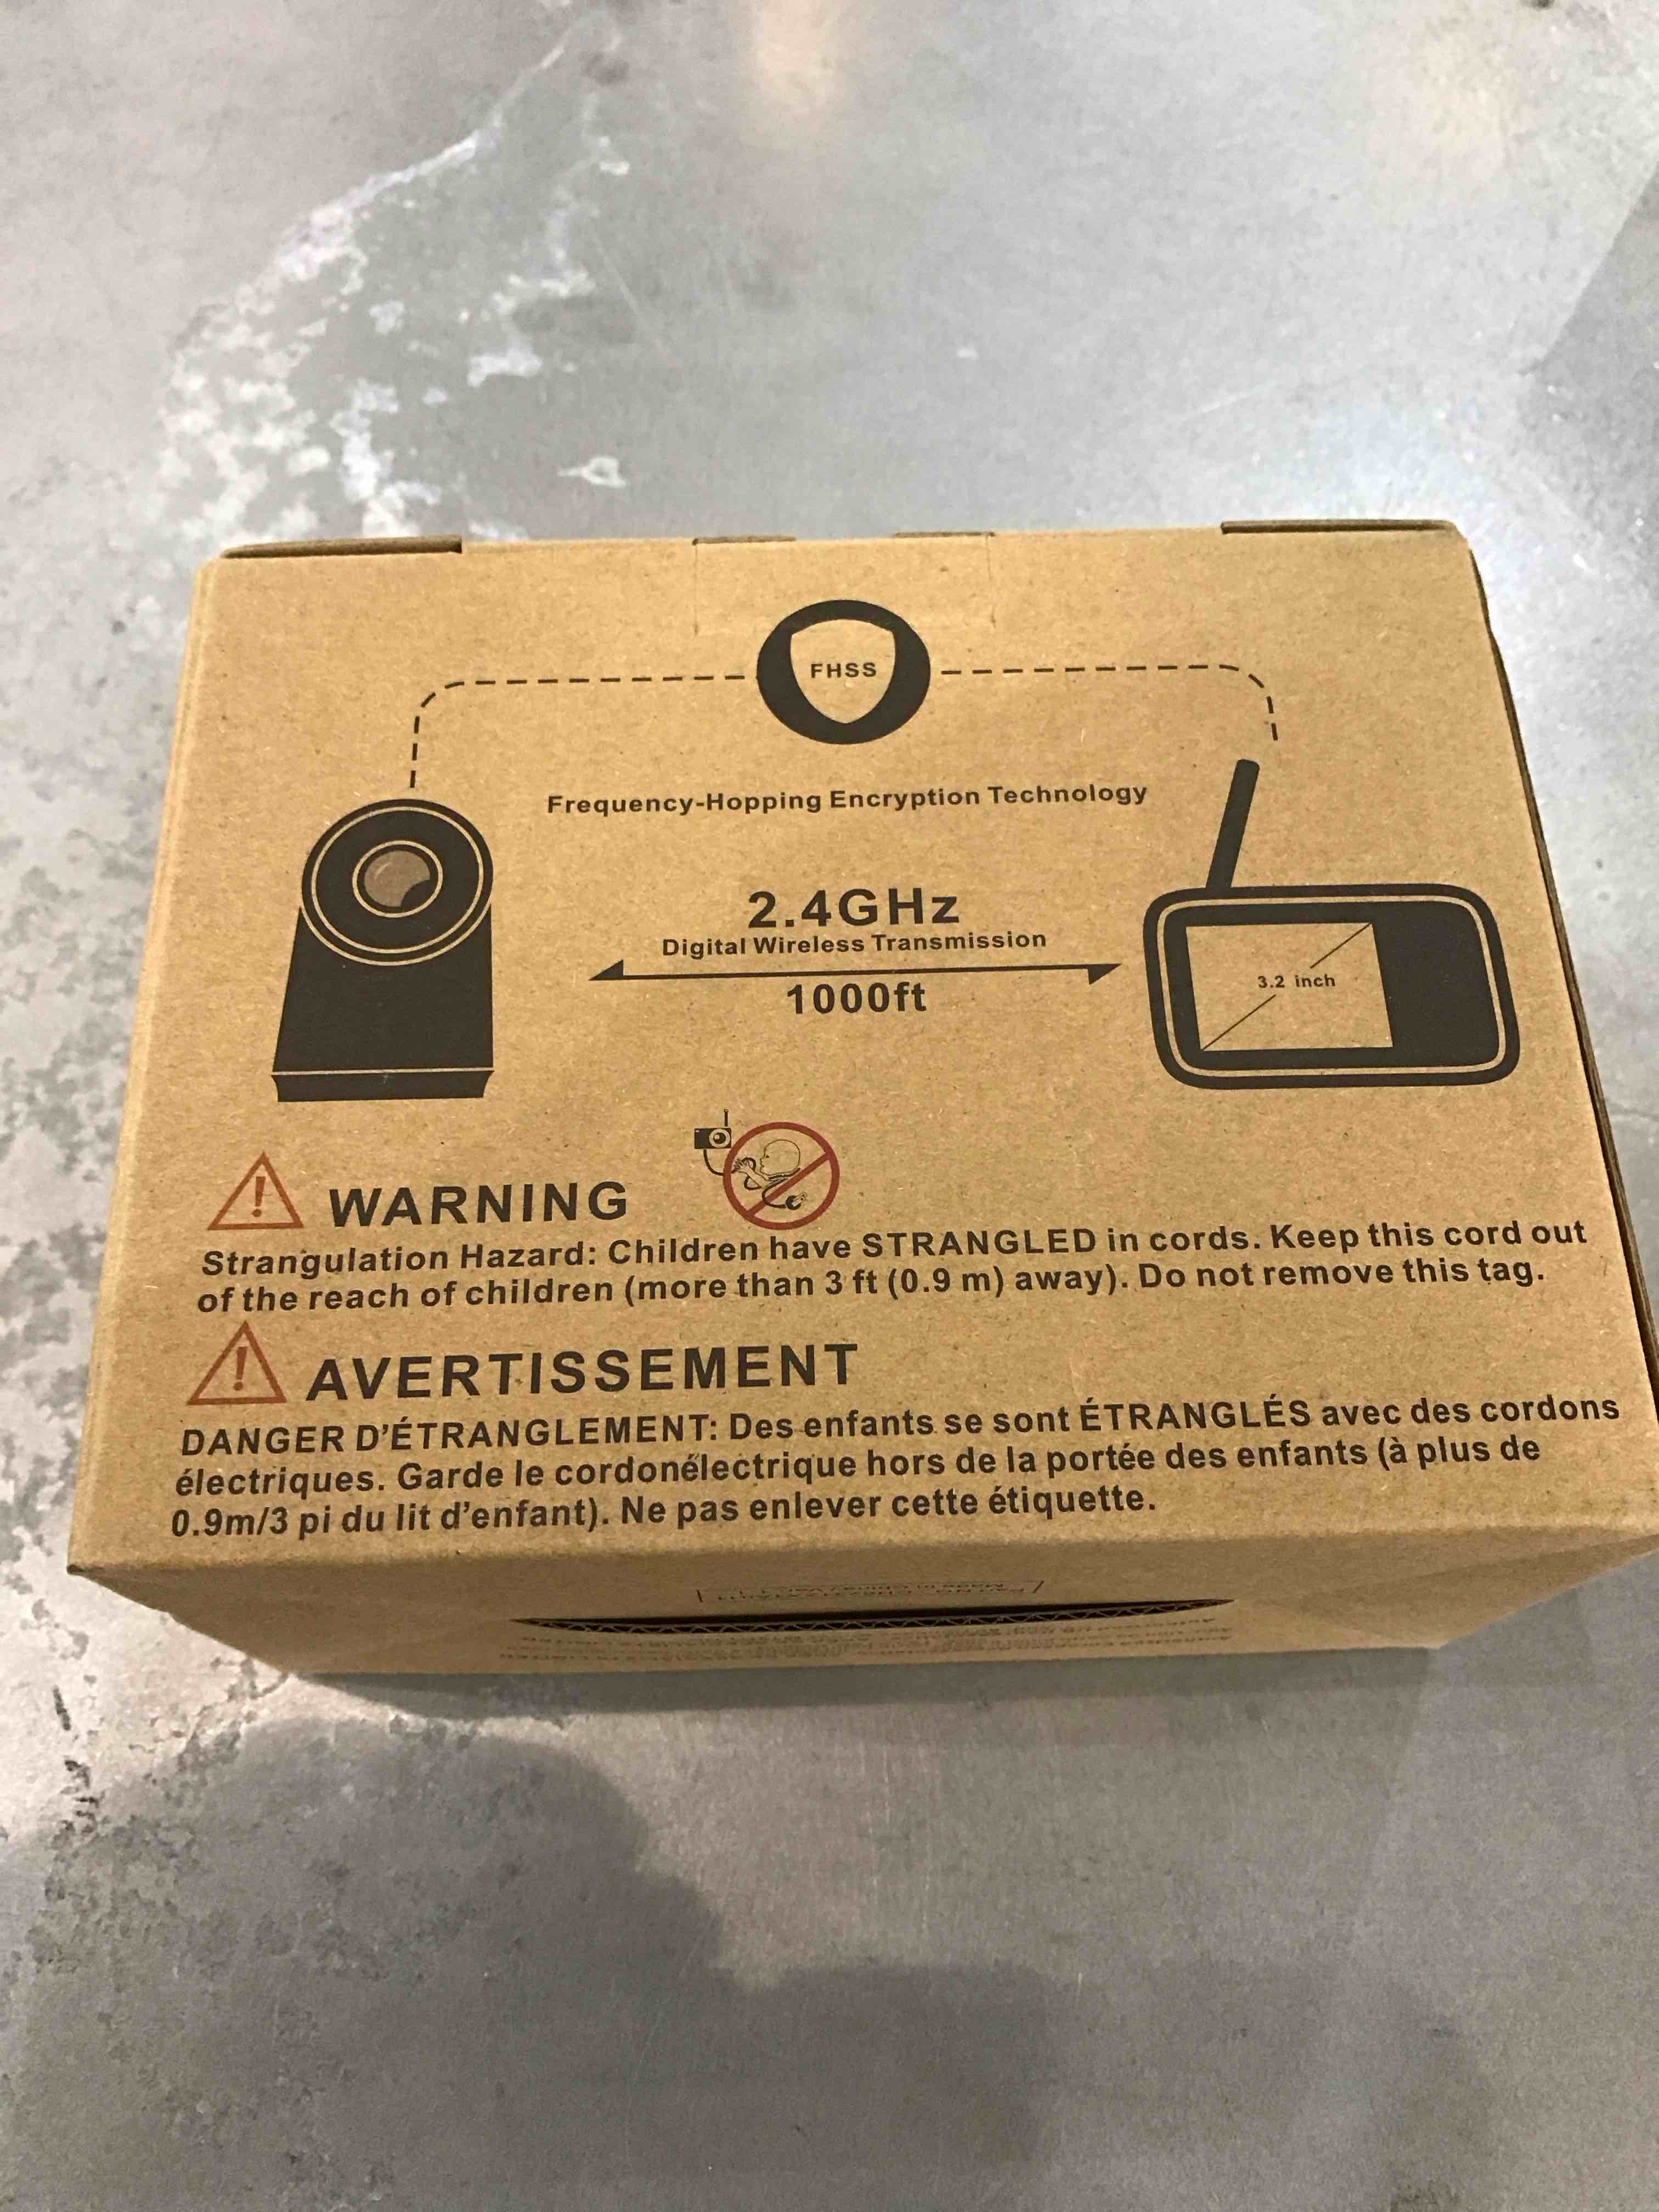 FHSS
Frequency-Hopping Encryption Technology
2.4GHz
Digital Wireless Transmission
1000ft
3.2 inch
WARNING
Strangulation Hazard: Children have STRANGLED in cords. Keep this cord out
of the reach of children (more than 3 ft (0.9 m) away). Do not remove this tag.
AVERTISSEMENT
DANGER D'ÉTRANGLEMENT: Des enfants se sont ÉTRANGLÉS avec des cordons
électriques. Garde le cordonélectrique hors de la portée des enfants (à plus de
0.9m/3 pi du lit d'enfant). Ne pas enlever cette étiquette.